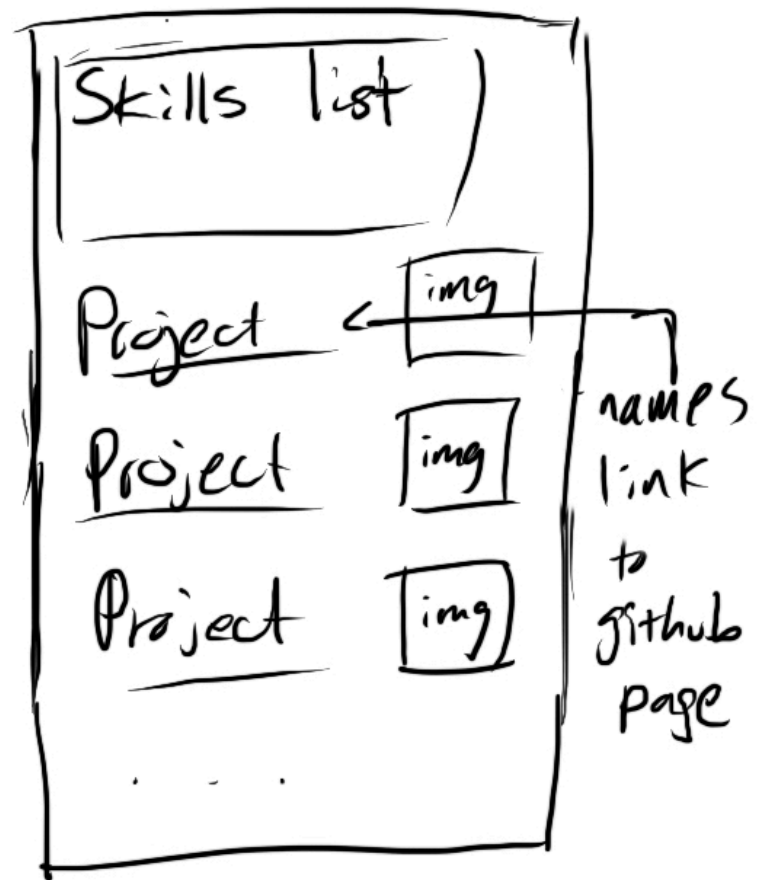 Skills list
Project
img
Project
img
Project
img
. . .
names
link
to
github
page